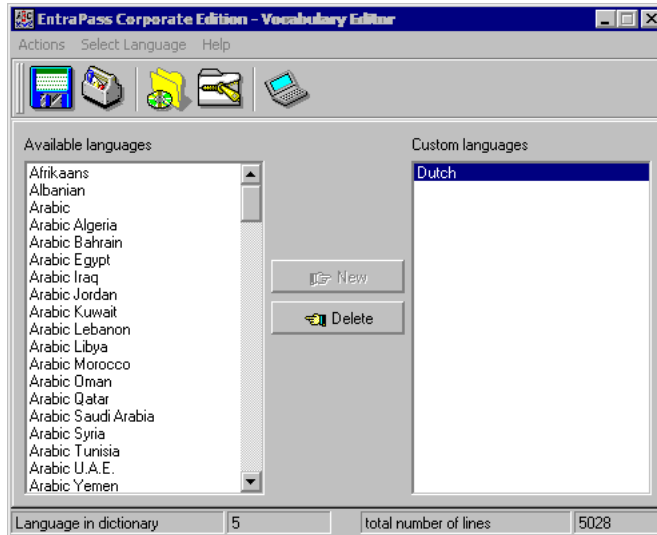 EntraPass Corporate Edition - Vocabulary Editor
Actions Select Language Help
Available languages
Custom languages
Afrikaans
Albanian
Arabic
Arabic Algeria
Arabic Bahrain
Arabic Egypt
Arabic Iraq
Arabic Jordan
Arabic Kuwait
Arabic Lebanon
Arabic Libya
Arabic Morocco
Arabic Oman
Arabic Qatar
Arabic Saudi Arabia
Arabic Syria
Arabic Tunisia
Arabic U.A.E.
Arabic Yemen
New
Delete
Dutch
Language in dictionary 5 total number of lines 5028